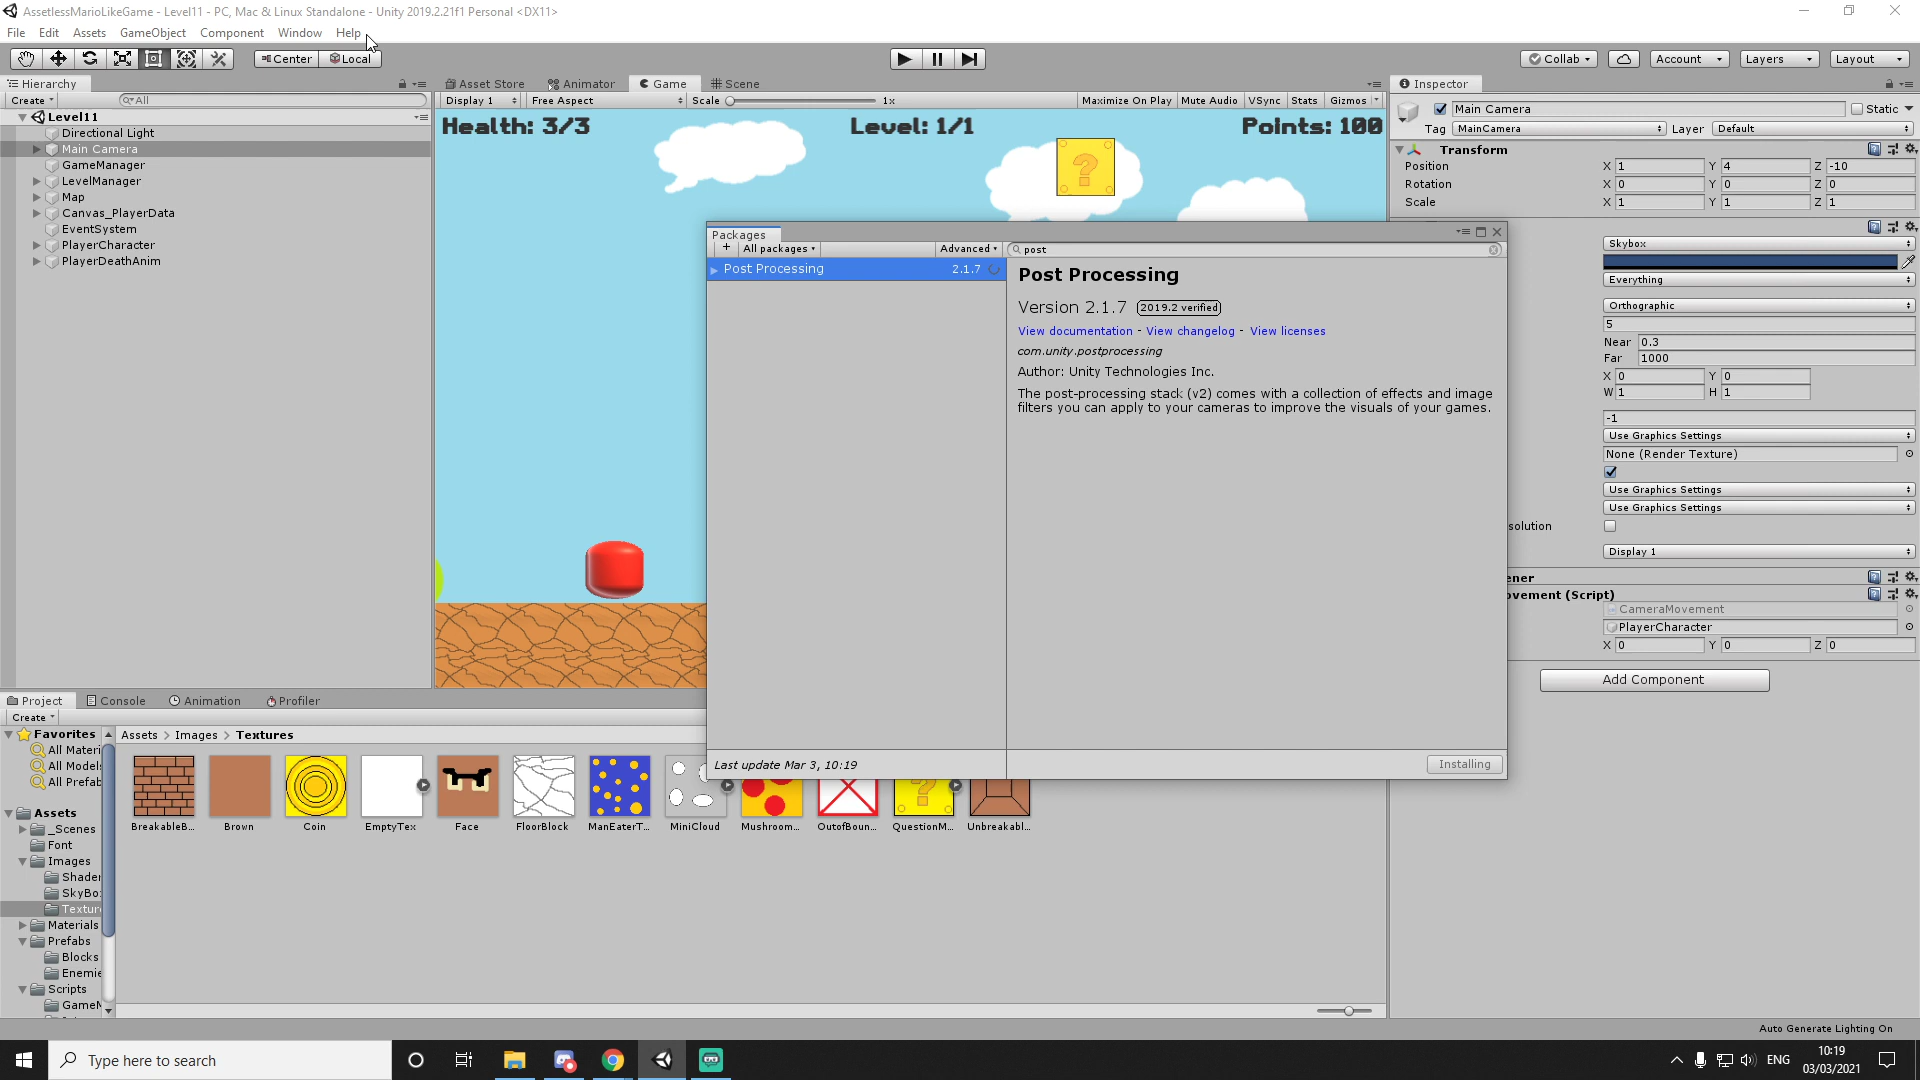 AssetlessMarioLikeGame - Level11 - PC, Mac & Linux Standalone - Unity 2019.2.21f1 Personal <DX11>
File Edit Assets GameObject Component Window Help
Center Local Collab Account Layers Layout
Hierarchy Asset Store Animator Game Scene Inspector
Create All Display 1 Free Aspect Scale 1x Maximize On Play Mute Audio VSync Stats Gizmos
Main Camera Static
Tag MainCamera Layer Default
Level11
Directional Light
Main Camera
GameManager
LevelManager
Map
Canvas_PlayerData
EventSystem
PlayerCharacter
PlayerDeathAnim
Health: 3/3 Level: 1/1 Points: 100
?
Transform
Position X 1 Y 4 Z -10
Rotation X 0 Y 0 Z 0
Scale X 1 Y 1 Z 1
Skybox
Everything
Orthographic
5
Near 0.3
Far 1000
X 0 Y 0
W 1 H 1
-1
Use Graphics Settings
None (Render Texture)
Use Graphics Settings
Use Graphics Settings
solution
Display 1
ener
ovement (Script)
CameraMovement
PlayerCharacter
X 0 Y 0 Z 0
Add Component
Packages
+ All packages Advanced post
Post Processing 2.1.7
Post Processing
Version 2.1.7 2019.2 verified
View documentation - View changelog - View licenses
com.unity.postprocessing
Author: Unity Technologies Inc.
The post-processing stack (v2) comes with a collection of effects and image
filters you can apply to your cameras to improve the visuals of your games.
Last update Mar 3, 10:19 Installing
Project Console Animation Profiler
Create
Favorites
All Materi
All Models
All Prefab
Assets
_Scenes
Font
Images
Shader
SkyBo
Textur
Materials
Prefabs
Blocks
Enemie
Scripts
GameM
Assets > Images > Textures
BreakableB... Brown Coin EmptyTex Face FloorBlock ManEaterT... MiniCloud Mushroom... OutofBoun... QuestionM... Unbreakabl...
Auto Generate Lighting On
Type here to search
ENG
10:19
03/03/2021